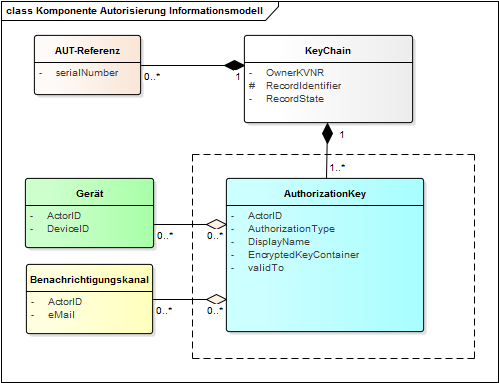 class Komponente Autorisierung Informationsmodell
AUT-Referenz
- serialNumber
0..*
1
KeyChain
- OwnerKVNR
# RecordIdentifier
- RecordState
1
1..*
Gerät
- ActorID
- DeviceID
0..*
0..*
AuthorizationKey
- ActorID
- AuthorizationType
- DisplayName
- EncryptedKeyContainer
- validTo
Benachrichtigungskanal
- ActorID
- eMail
0..*
0..*